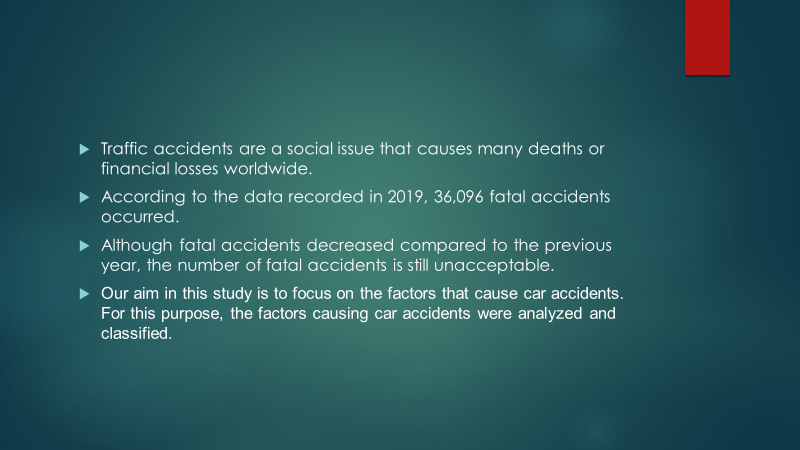 Traffic accidents are a social issue that causes many deaths or
financial losses worldwide.
According to the data recorded in 2019, 36,096 fatal accidents
occurred.
Although fatal accidents decreased compared to the previous
year, the number of fatal accidents is still unacceptable.
Our aim in this study is to focus on the factors that cause car accidents.
For this purpose, the factors causing car accidents were analyzed and
classified.